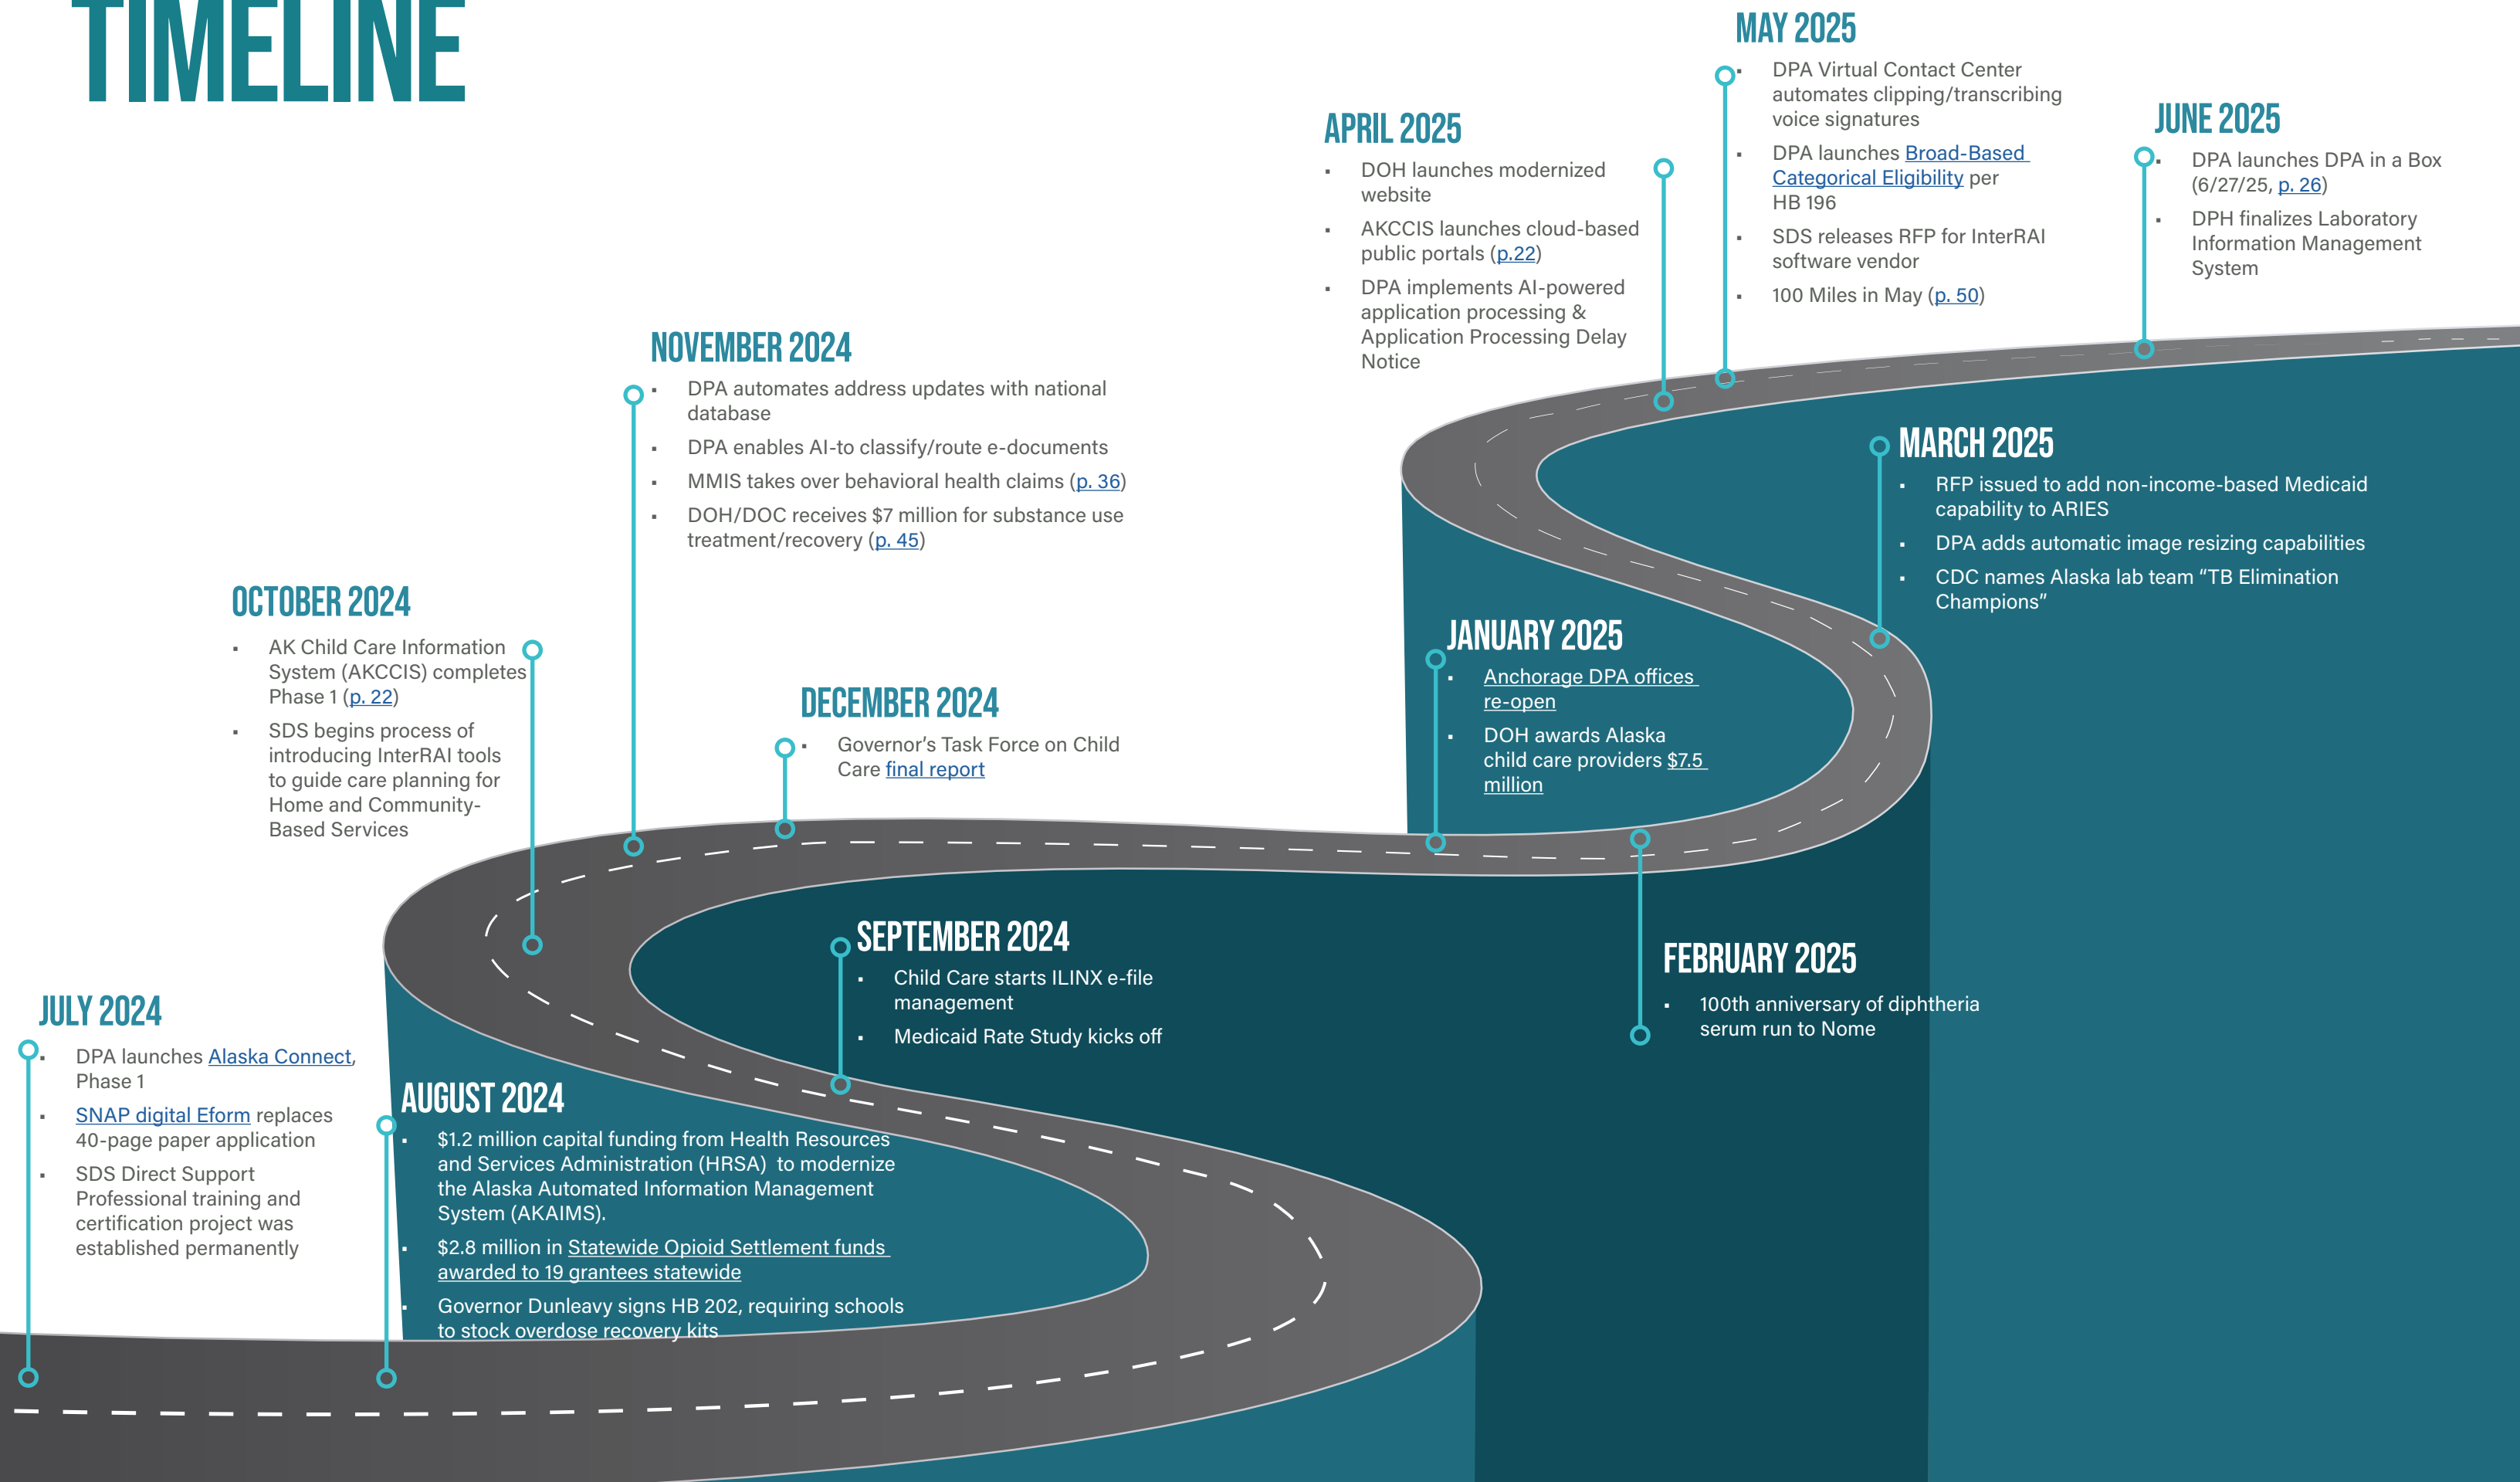 TIMELINE
JULY 2024
▪ DPA launches Alaska Connect,
Phase 1
▪ SNAP digital Eform replaces
40-page paper application
▪ SDS Direct Support
Professional training and
certification project was
established permanently
AUGUST 2024
▪ $1.2 million capital funding from Health Resources
and Services Administration (HRSA)  to modernize
the Alaska Automated Information Management
System (AKAIMS).
▪ $2.8 million in Statewide Opioid Settlement funds
awarded to 19 grantees statewide
▪ Governor Dunleavy signs HB 202, requiring schools
to stock overdose recovery kits
SEPTEMBER 2024
▪ Child Care starts ILINX e-file
management
▪ Medicaid Rate Study kicks off
OCTOBER 2024
▪ AK Child Care Information
System (AKCCIS) completes
Phase 1 (p. 22)
▪ SDS begins process of
introducing InterRAI tools
to guide care planning for
Home and Community-
Based Services
NOVEMBER 2024
▪ DPA automates address updates with national
database
▪ DPA enables AI-to classify/route e-documents
▪ MMIS takes over behavioral health claims (p. 36)
▪ DOH/DOC receives $7 million for substance use
treatment/recovery (p. 45)
DECEMBER 2024
▪ Governor’s Task Force on Child
Care final report
JANUARY 2025
▪ Anchorage DPA offices
re-open
▪ DOH awards Alaska
child care providers $7.5
million
FEBRUARY 2025
▪ 100th anniversary of diphtheria
serum run to Nome
MARCH 2025
▪ RFP issued to add non-income-based Medicaid
capability to ARIES
▪ DPA adds automatic image resizing capabilities
▪ CDC names Alaska lab team “TB Elimination
Champions”
APRIL 2025
▪ DOH launches modernized
website
▪ AKCCIS launches cloud-based
public portals (p.22)
▪ DPA implements AI-powered
application processing &
Application Processing Delay
Notice
MAY 2025
▪ DPA Virtual Contact Center
automates clipping/transcribing
voice signatures
▪ DPA launches Broad-Based
Categorical Eligibility per
HB 196
▪ SDS releases RFP for InterRAI
software vendor
▪ 100 Miles in May (p. 50)
JUNE 2025
▪ DPA launches DPA in a Box
(6/27/25, p. 26)
▪ DPH finalizes Laboratory
Information Management
System